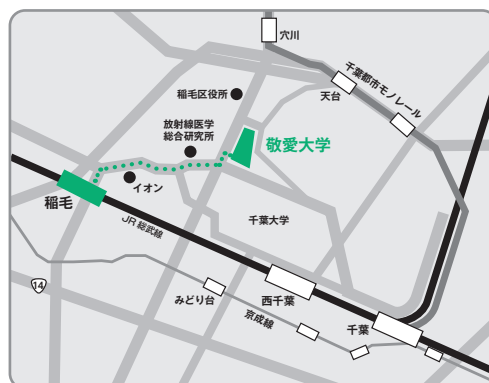 穴川
千葉都市モノレール
天台
稲毛区役所
放射線医学
総合研究所
敬愛大学
イオン
稲毛
千葉大学
JR 総武線
14
みどり台
西千葉
京成線
千葉